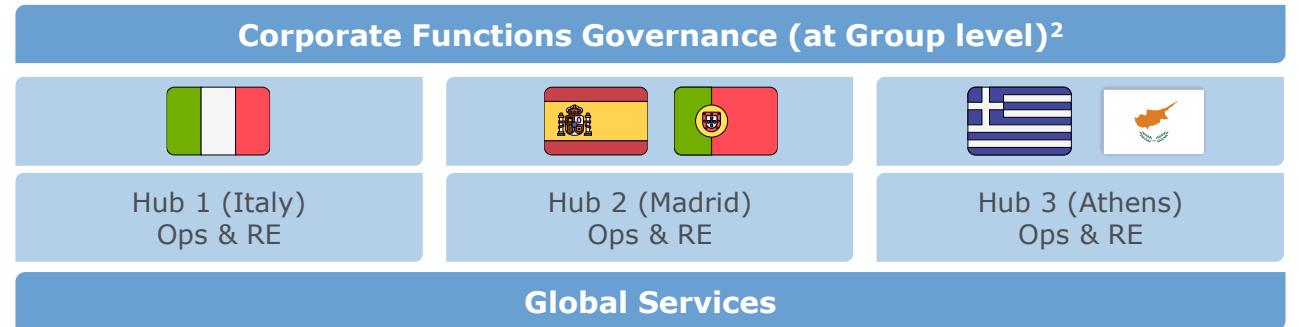 Corporate Functions Governance (at Group level)²
Hub 1 (Italy)
Ops & RE
Hub 2 (Madrid)
Ops & RE
Hub 3 (Athens)
Ops & RE
Global Services